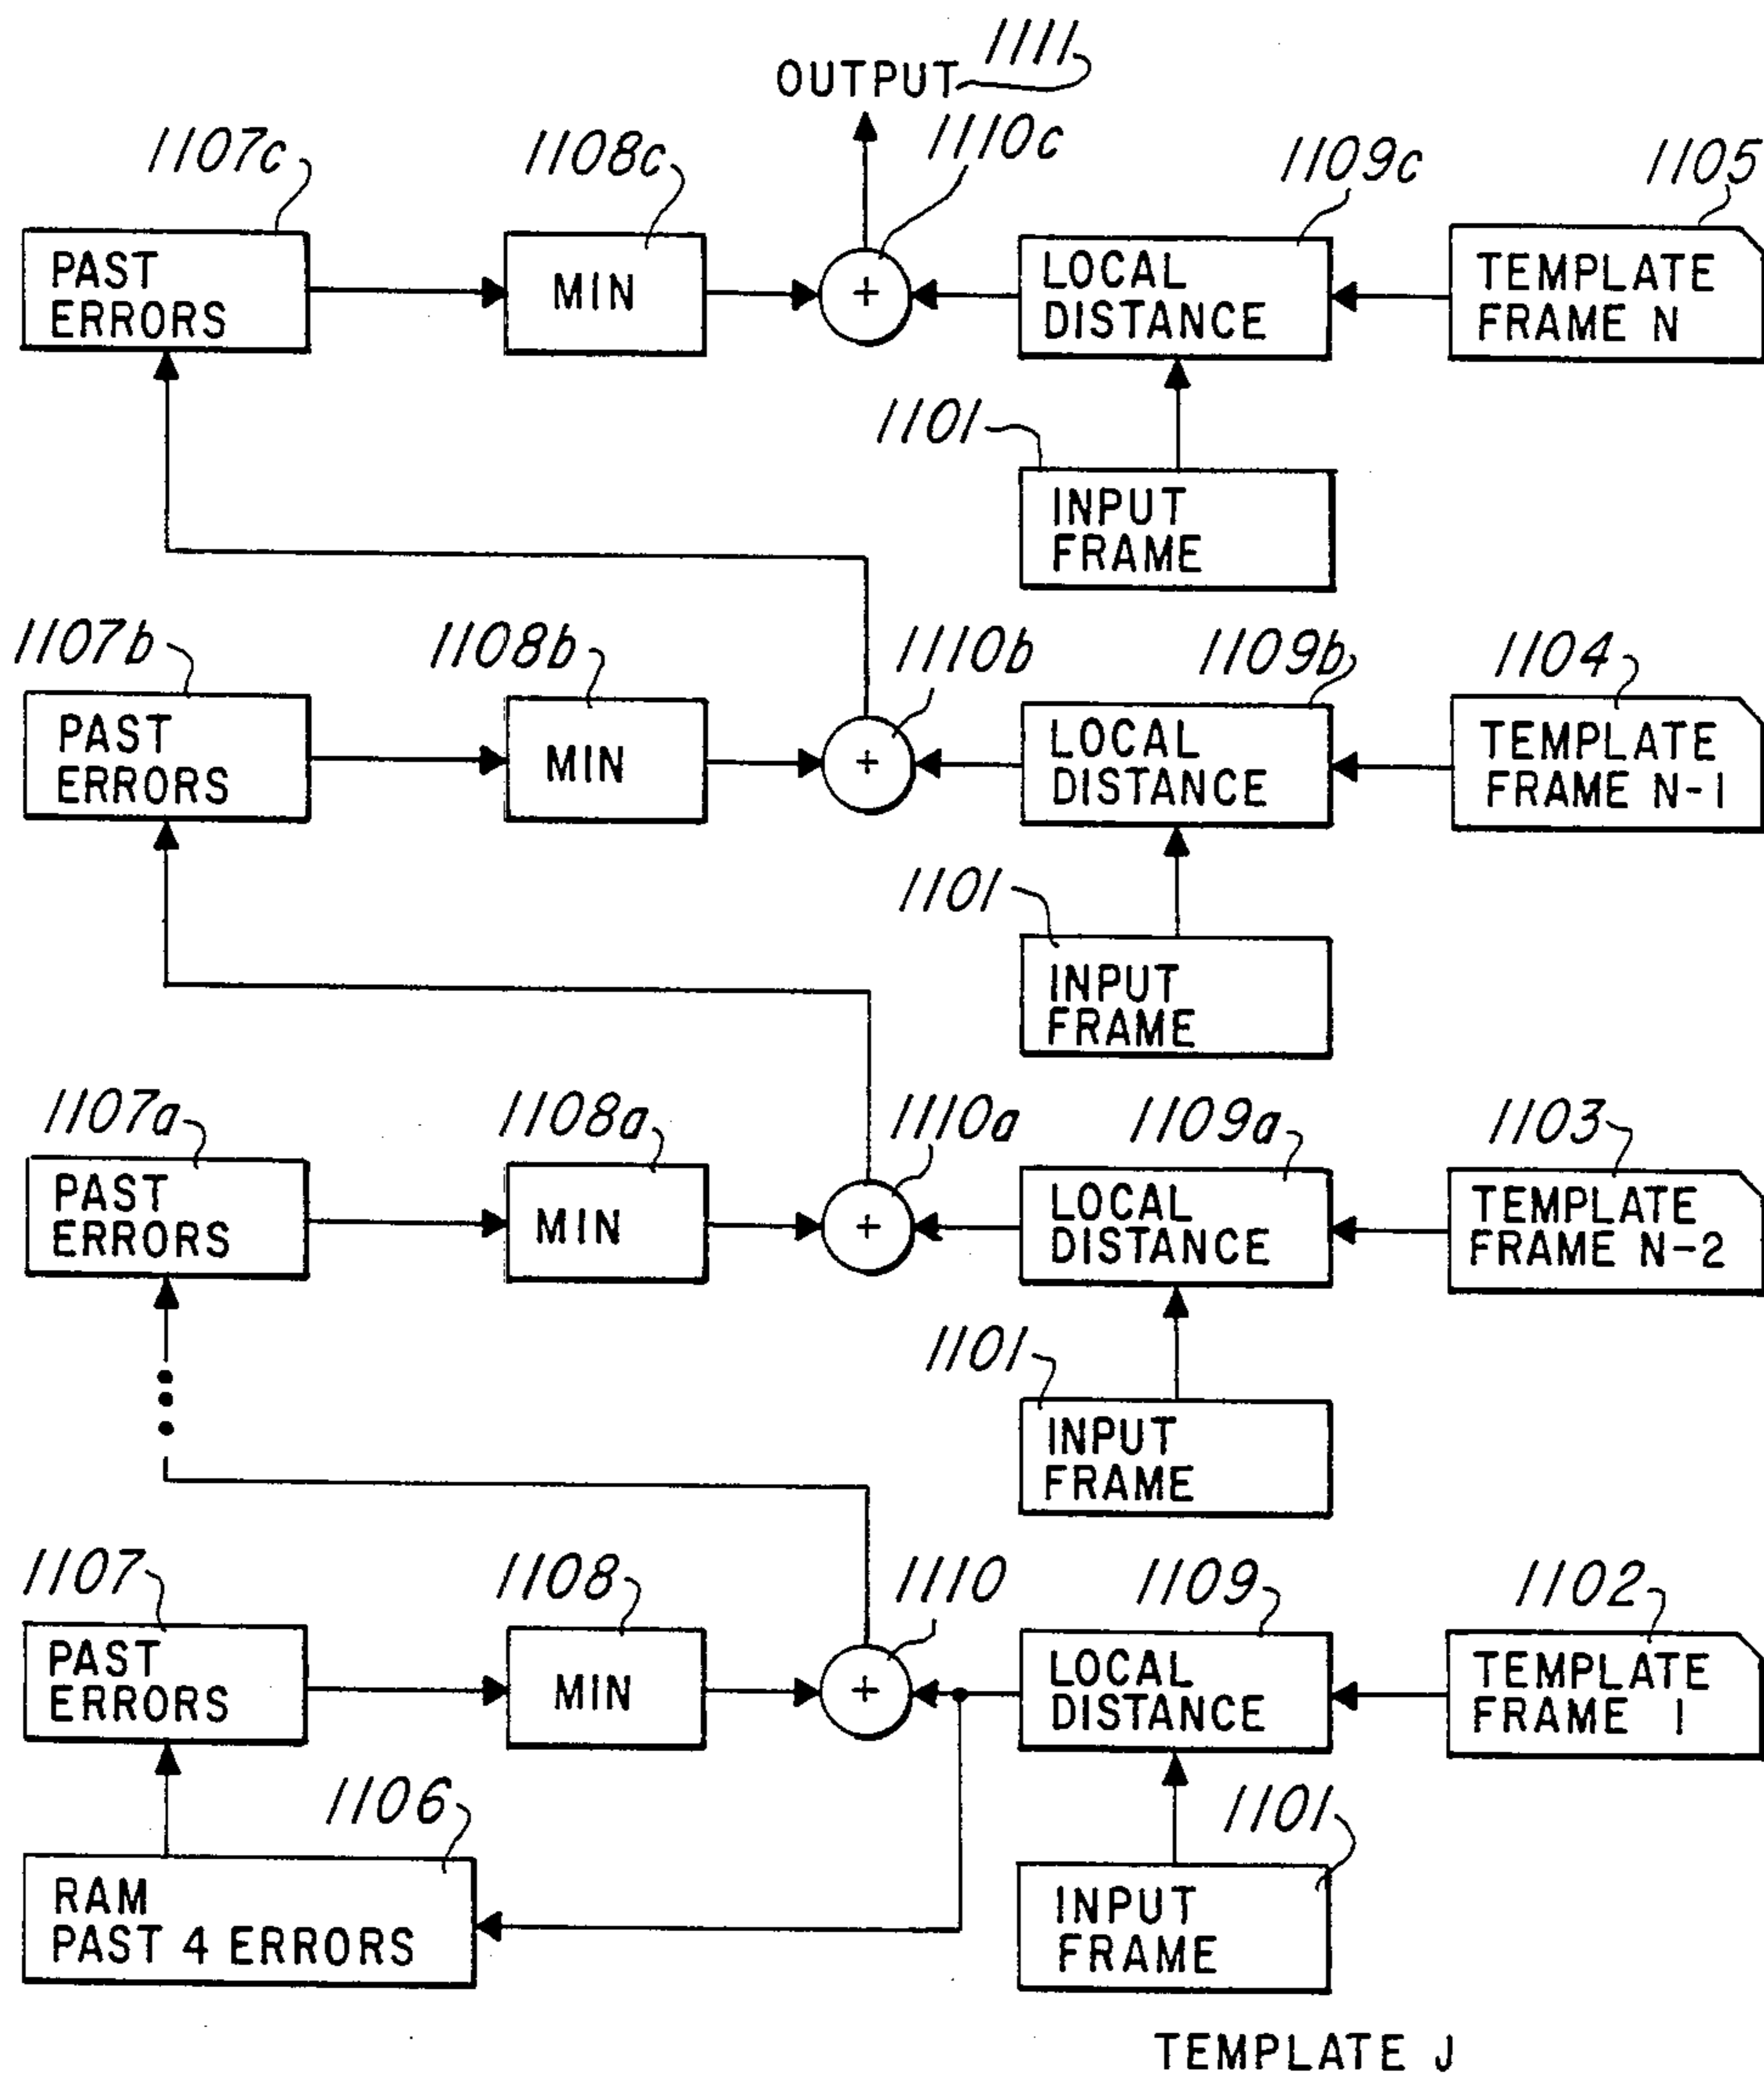 OUTPUT 1111
1107c 1108c 1110c 1109c 1105
PAST
ERRORS
MIN
+
LOCAL
DISTANCE
TEMPLATE
FRAME N
1101
INPUT
FRAME
1107b 1108b 1110b 1109b 1104
PAST
ERRORS
MIN
+
LOCAL
DISTANCE
TEMPLATE
FRAME N-1
1101
INPUT
FRAME
1107a 1108a 1110a 1109a 1103
PAST
ERRORS
MIN
+
LOCAL
DISTANCE
TEMPLATE
FRAME N-2
1101
INPUT
FRAME
1107 1108 1110 1109 1102
PAST
ERRORS
MIN
+
LOCAL
DISTANCE
TEMPLATE
FRAME 1
1106 1101
RAM
PAST 4 ERRORS
INPUT
FRAME
TEMPLATE J